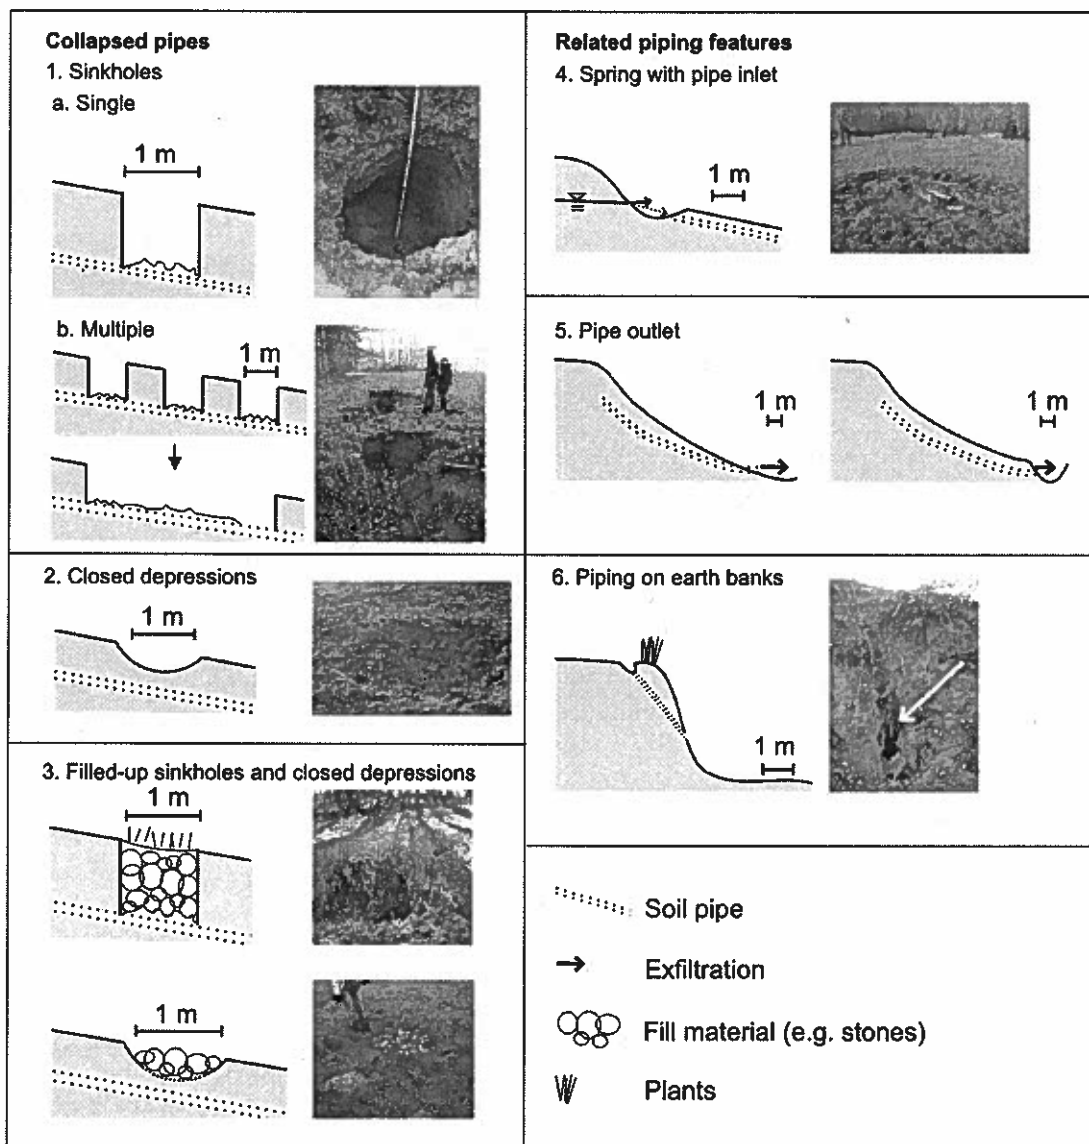 Collapsed pipes
1. Sinkholes
a. Single
1 m
b. Multiple
1 m
2. Closed depressions
1 m
3. Filled-up sinkholes and closed depressions
1 m
1 m
Related piping features
4. Spring with pipe inlet
1 m
5. Pipe outlet
1 m
1 m
6. Piping on earth banks
1 m
Soil pipe
Exfiltration
Fill material (e.g. stones)
Plants